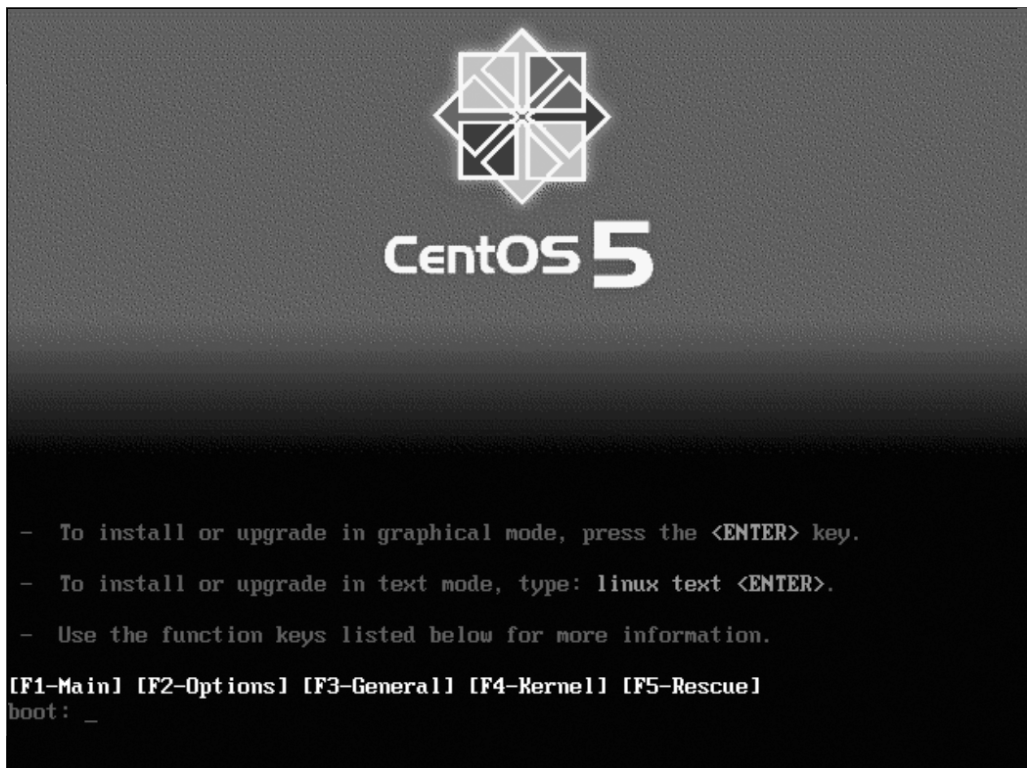 CentOS 5
- To install or upgrade in graphical mode, press the <ENTER> key.
- To install or upgrade in text mode, type: linux text <ENTER>.
- Use the function keys listed below for more information.
[F1-Main] [F2-Options] [F3-General] [F4-Kernel] [F5-Rescue]
boot: _